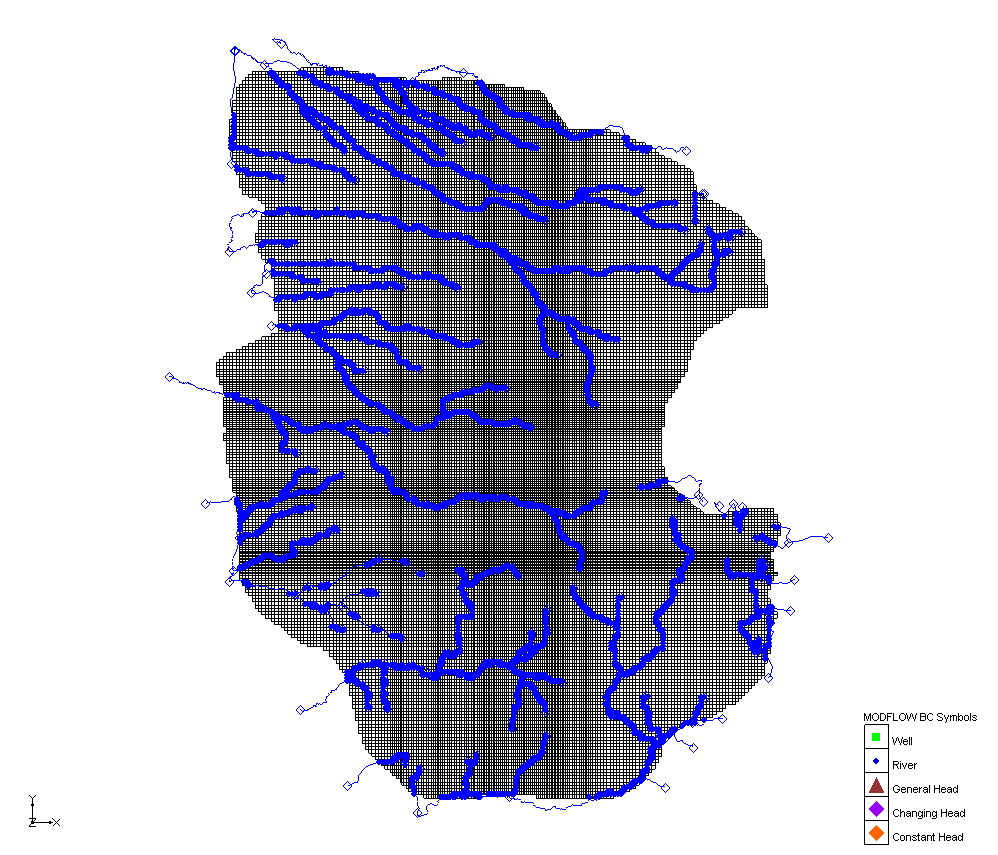 MODFLOW BC Symbols
Well
River
General Head
Changing Head
Constant Head
Y
Z X